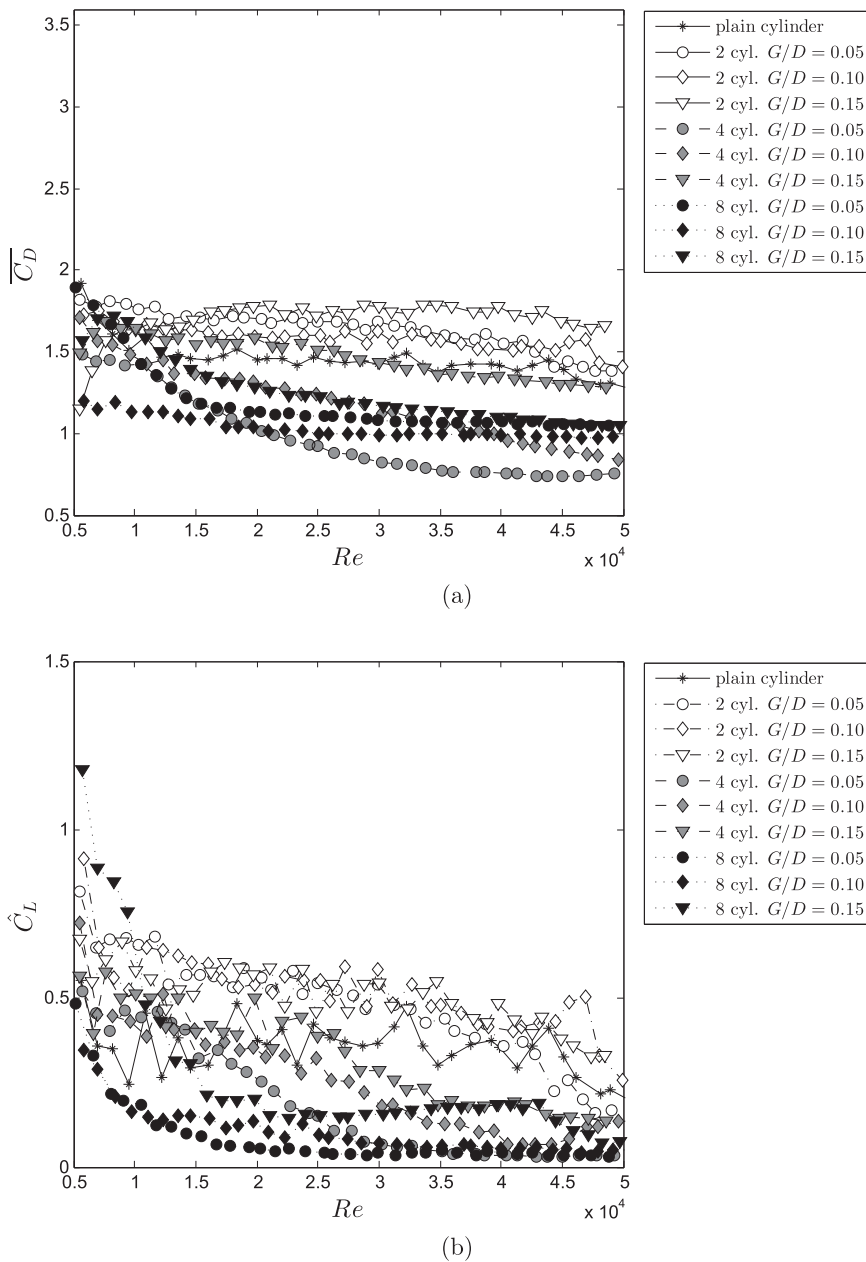 3.5
3
2.5
2
1.5
1
0.5
C_D
0.5 1 1.5 2 2.5 3 3.5 4 4.5 5
x 10^4
Re
plain cylinder
2 cyl. G/D = 0.05
2 cyl. G/D = 0.10
2 cyl. G/D = 0.15
4 cyl. G/D = 0.05
4 cyl. G/D = 0.10
4 cyl. G/D = 0.15
8 cyl. G/D = 0.05
8 cyl. G/D = 0.10
8 cyl. G/D = 0.15
(a)
1.5
1
0.5
0
Ĉ_L
0.5 1 1.5 2 2.5 3 3.5 4 4.5 5
x 10^4
Re
plain cylinder
2 cyl. G/D = 0.05
2 cyl. G/D = 0.10
2 cyl. G/D = 0.15
4 cyl. G/D = 0.05
4 cyl. G/D = 0.10
4 cyl. G/D = 0.15
8 cyl. G/D = 0.05
8 cyl. G/D = 0.10
8 cyl. G/D = 0.15
(b)